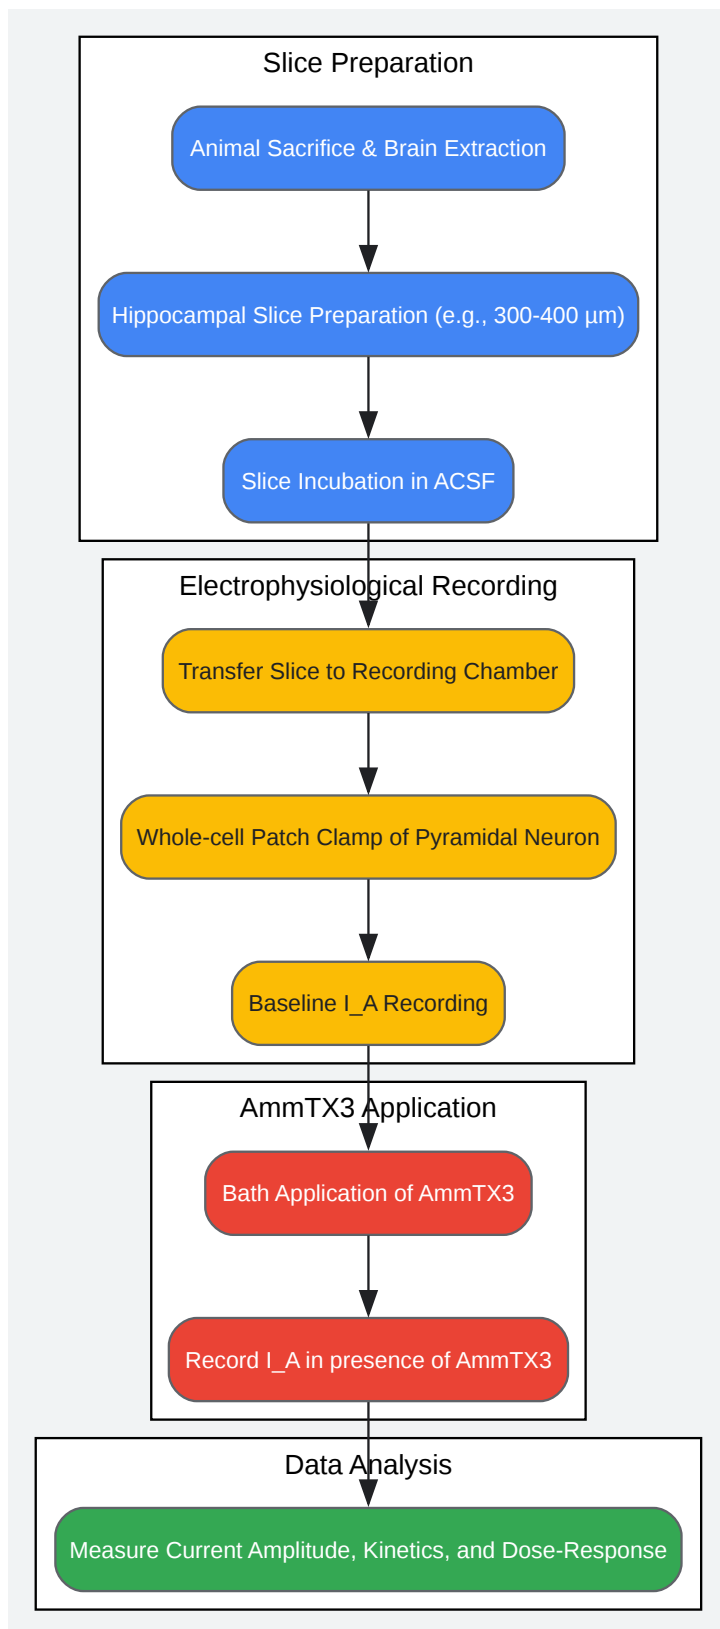 Slice Preparation
Animal Sacrifice & Brain Extraction
Hippocampal Slice Preparation (e.g., 300-400 µm)
Slice Incubation in ACSF
Electrophysiological Recording
Transfer Slice to Recording Chamber
Whole-cell Patch Clamp of Pyramidal Neuron
Baseline I_A Recording
AmmTX3 Application
Bath Application of AmmTX3
Record I_A in presence of AmmTX3
Data Analysis
Measure Current Amplitude, Kinetics, and Dose-Response